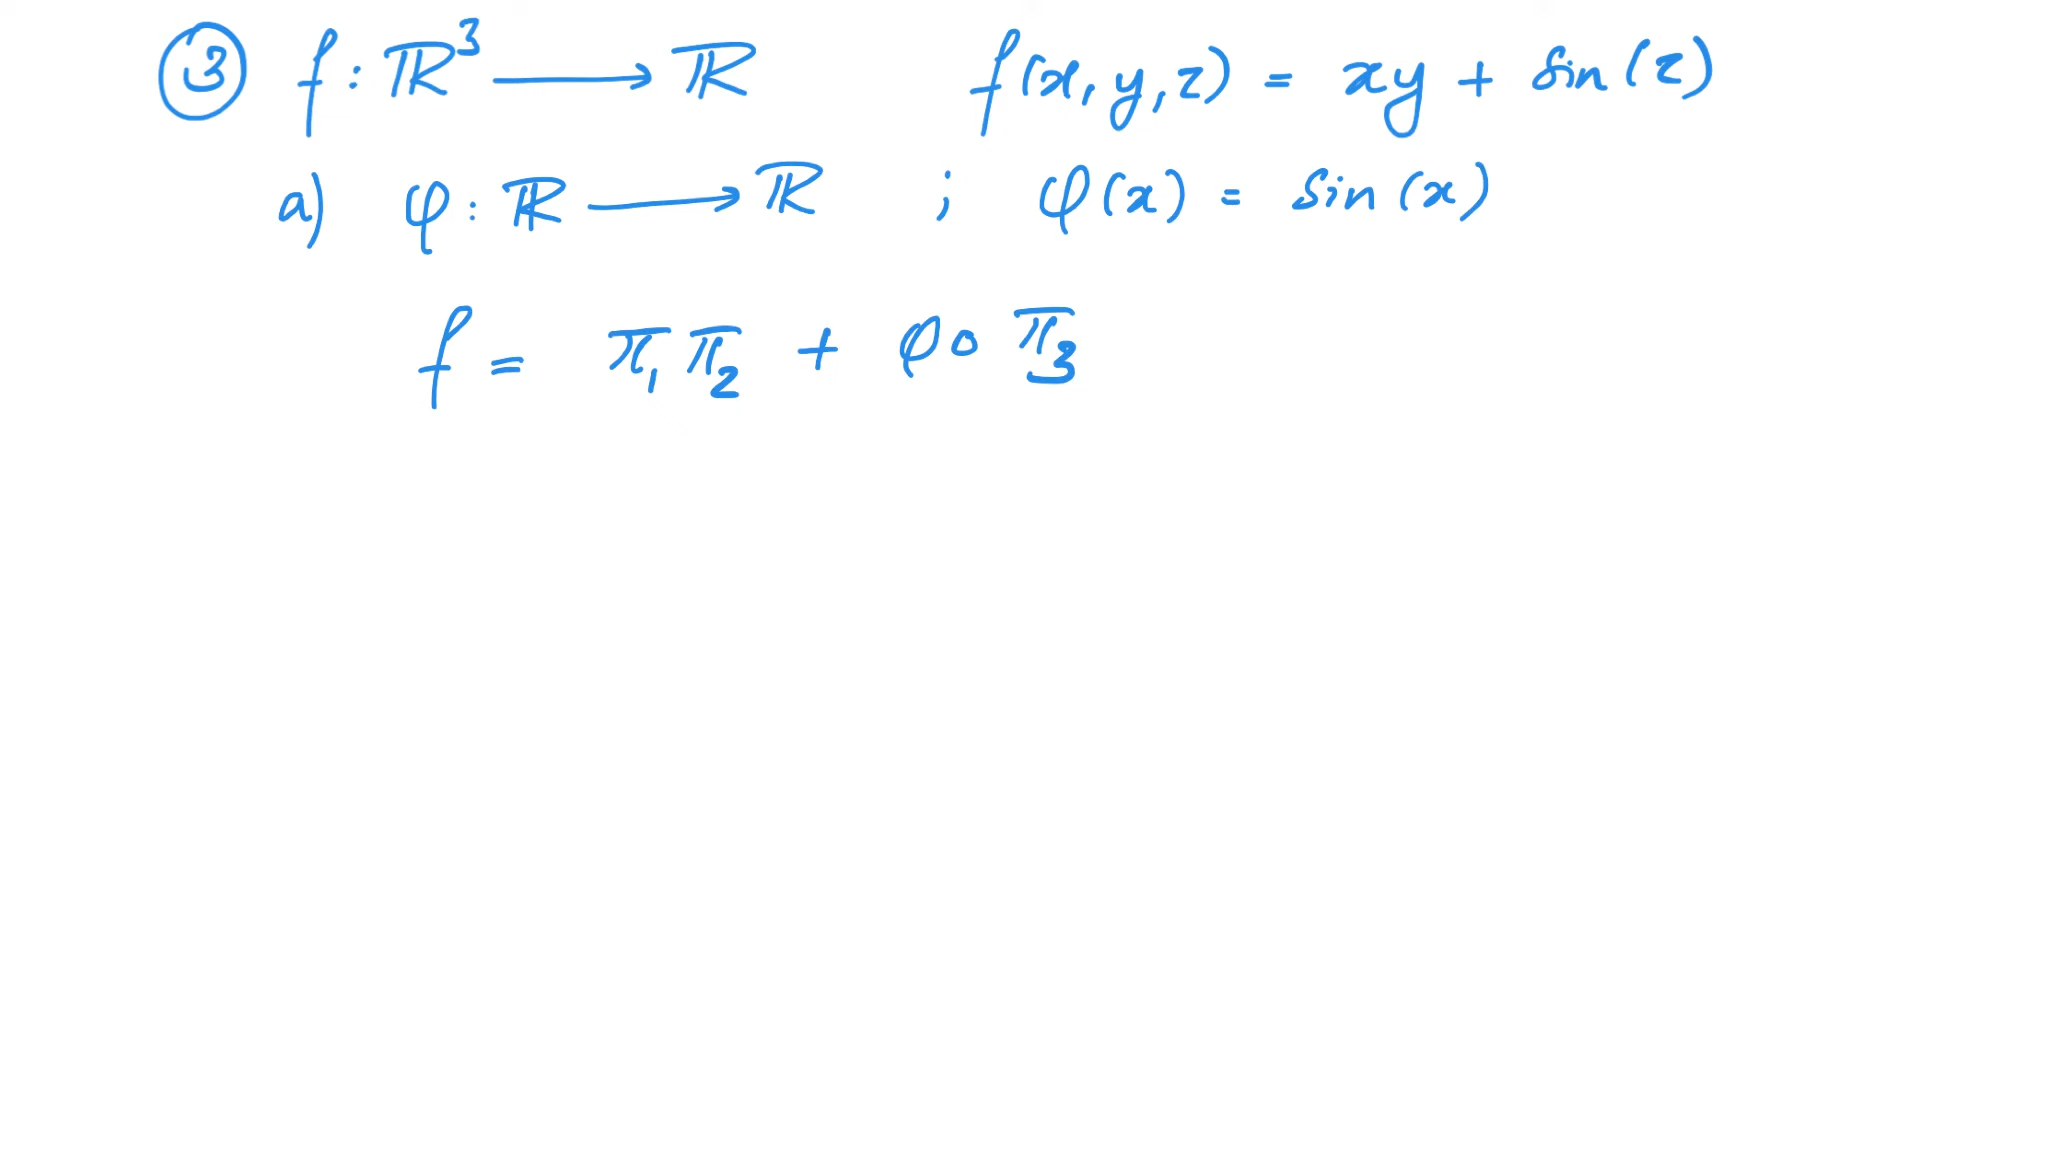 ③ f : ℝ³ ⟶ ℝ f(x, y, z) = xy + sin(z)
a) φ : ℝ ⟶ ℝ ; φ(x) = sin(x)
f = π₁ π₂ + φ∘π₃